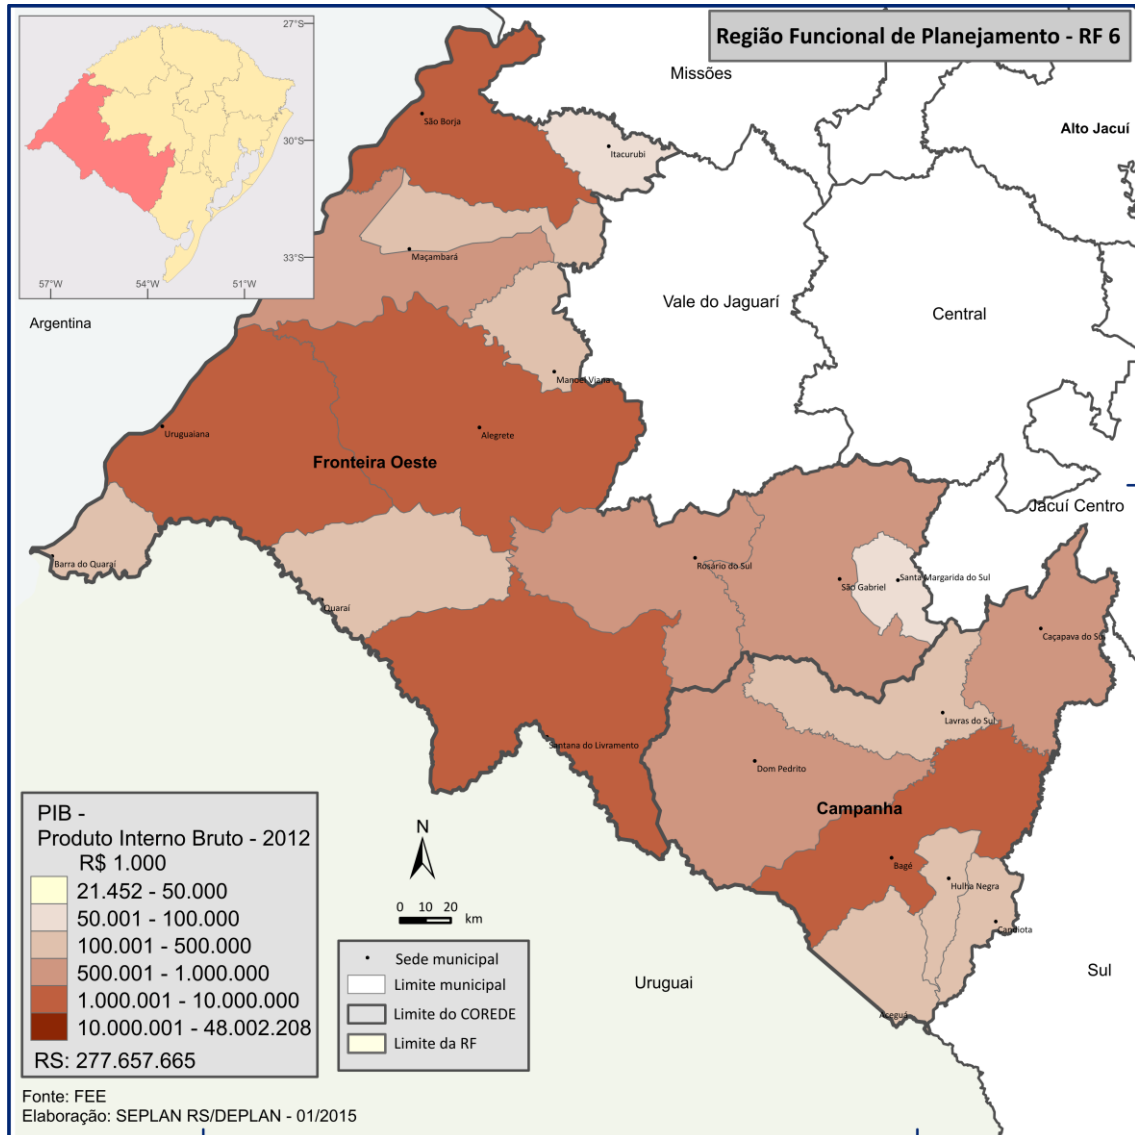 Região Funcional de Planejamento - RF 6
27°S
30°S
33°S
57°W
54°W
51°W
Argentina
Missões
Alto Jacuí
São Borja
Itacurubi
Maçambará
Vale do Jaguarí
Central
Manoel Viana
Uruguaiana
Alegrete
Fronteira Oeste
Jacuí Centro
Barra do Quaraí
Rosário do Sul
São Gabriel
Santa Margarida do Sul
Quaraí
Caçapava do Sul
Lavras do Sul
Santana do Livramento
Dom Pedrito
Campanha
Bagé
Hulha Negra
Candiota
Aceguá
Uruguai
Sul
PIB -
Produto Interno Bruto - 2012
R$ 1.000
21.452 - 50.000
50.001 - 100.000
100.001 - 500.000
500.001 - 1.000.000
1.000.001 - 10.000.000
10.000.001 - 48.002.208
RS: 277.657.665
N
0 10 20
km
Sede municipal
Limite municipal
Limite do COREDE
Limite da RF
Fonte: FEE
Elaboração: SEPLAN RS/DEPLAN - 01/2015